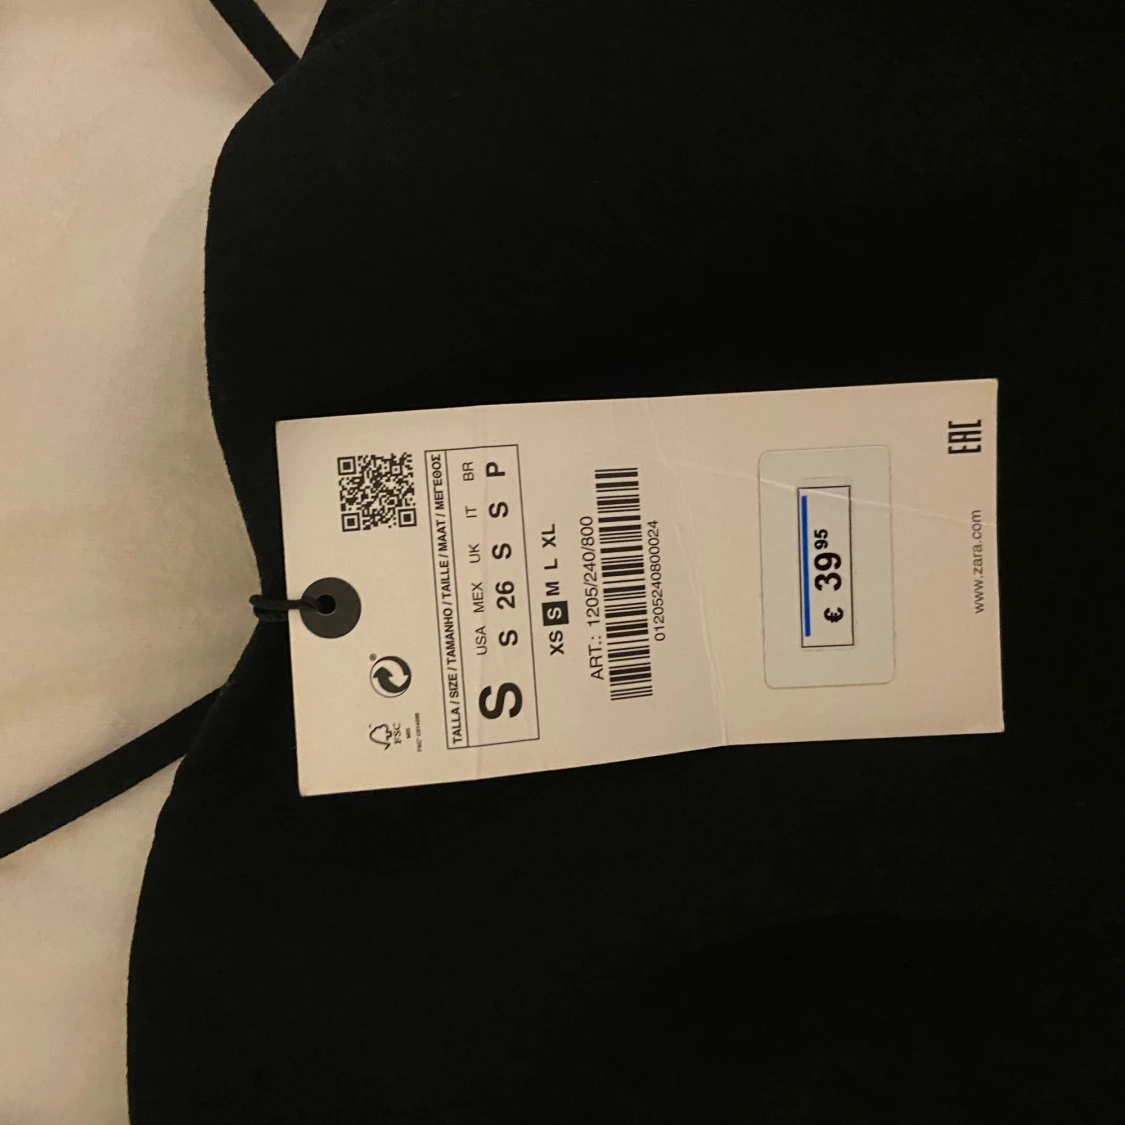 FSC
MIX
®
TALLA / SIZE / TAMANHO / TAILLE / MAAT / ΜΕΓΕΘΟΣ
USA MEX UK IT BR
S S 26 S S P
XS S M L XL
ART.: 1205/240/800
01205240800024
€ 39 95
www.zara.com
EAC